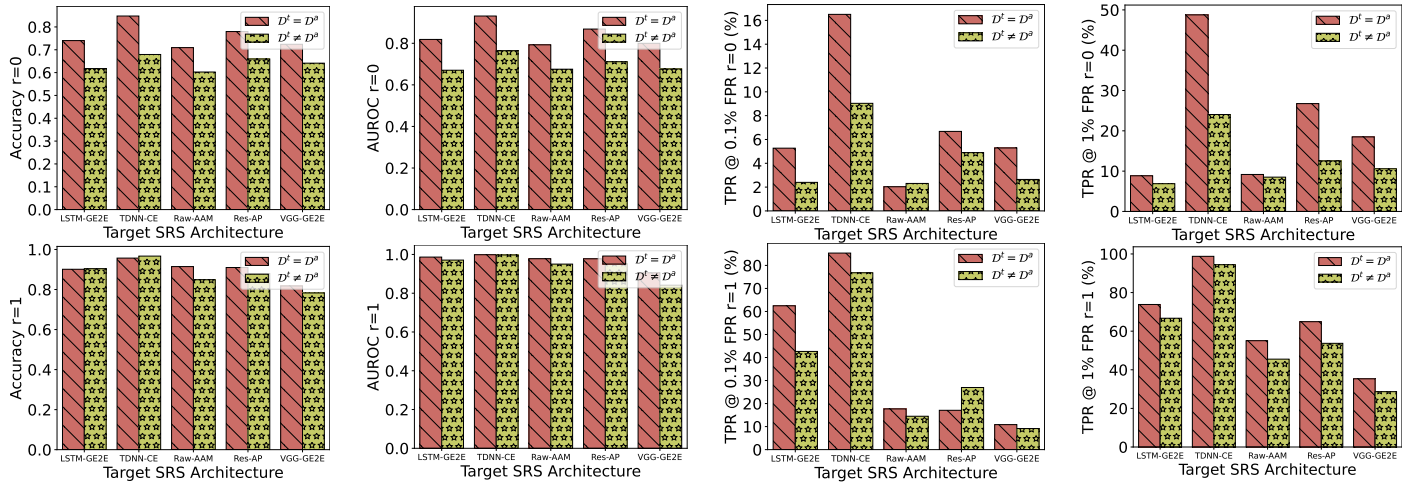 Accuracy r=0
0.8
0.7
0.6
0.5
0.4
0.3
0.2
0.1
0.0
LSTM-GE2E TDNN-CE Raw-AAM Res-AP VGG-GE2E
Target SRS Architecture
𝒟ᵗ = 𝒟ᵃ
𝒟ᵗ ≠ 𝒟ᵃ
AUROC r=0
0.8
0.6
0.4
0.2
0.0
LSTM-GE2E TDNN-CE Raw-AAM Res-AP VGG-GE2E
Target SRS Architecture
𝒟ᵗ = 𝒟ᵃ
𝒟ᵗ ≠ 𝒟ᵃ
TPR @ 0.1% FPR r=0 (%)
16
14
12
10
8
6
4
2
0
LSTM-GE2E TDNN-CE Raw-AAM Res-AP VGG-GE2E
Target SRS Architecture
𝒟ᵗ = 𝒟ᵃ
𝒟ᵗ ≠ 𝒟ᵃ
TPR @ 1% FPR r=0 (%)
50
40
30
20
10
0
LSTM-GE2E TDNN-CE Raw-AAM Res-AP VGG-GE2E
Target SRS Architecture
𝒟ᵗ = 𝒟ᵃ
𝒟ᵗ ≠ 𝒟ᵃ
Accuracy r=1
1.0
0.8
0.6
0.4
0.2
0.0
LSTM-GE2E TDNN-CE Raw-AAM Res-AP VGG-GE2E
Target SRS Architecture
𝒟ᵗ = 𝒟ᵃ
𝒟ᵗ ≠ 𝒟ᵃ
AUROC r=1
1.0
0.8
0.6
0.4
0.2
0.0
LSTM-GE2E TDNN-CE Raw-AAM Res-AP VGG-GE2E
Target SRS Architecture
𝒟ᵗ = 𝒟ᵃ
𝒟ᵗ ≠ 𝒟ᵃ
TPR @ 0.1% FPR r=1 (%)
80
70
60
50
40
30
20
10
0
LSTM-GE2E TDNN-CE Raw-AAM Res-AP VGG-GE2E
Target SRS Architecture
𝒟ᵗ = 𝒟ᵃ
𝒟ᵗ ≠ 𝒟ᵃ
TPR @ 1% FPR r=1 (%)
100
80
60
40
20
0
LSTM-GE2E TDNN-CE Raw-AAM Res-AP VGG-GE2E
Target SRS Architecture
𝒟ᵗ = 𝒟ᵃ
𝒟ᵗ ≠ 𝒟ᵃ